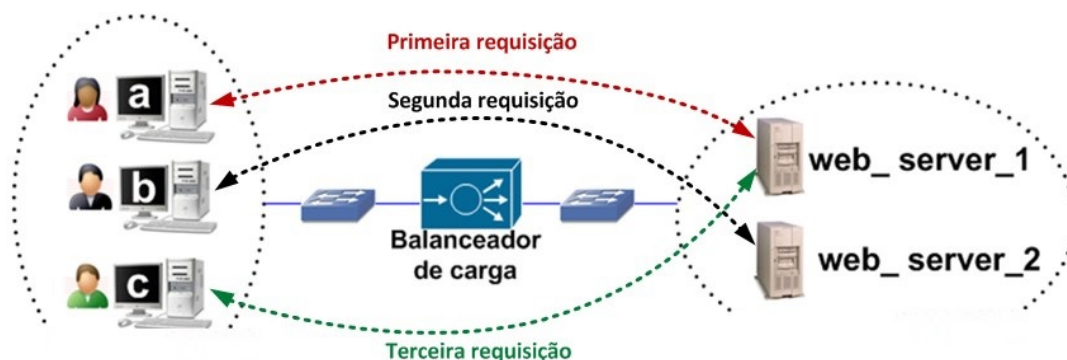 Primeira requisição
a
Segunda requisição
b
web_ server_1
Balanceador
de carga
web_ server_2
c
Terceira requisição